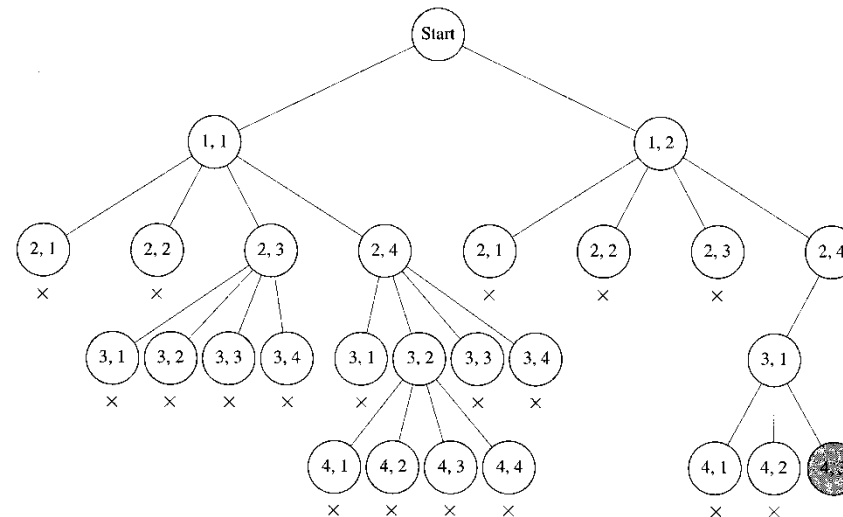 Start
1, 1 1, 2
2, 1 2, 2 2, 3 2, 4 2, 1 2, 2 2, 3 2, 4
× × × × ×
3, 1 3, 2 3, 3 3, 4 3, 1 3, 2 3, 3 3, 4 3, 1
× × × × × × ×
4, 1 4, 2 4, 3 4, 4 4, 1 4, 2 4, 3
× × × × × ×